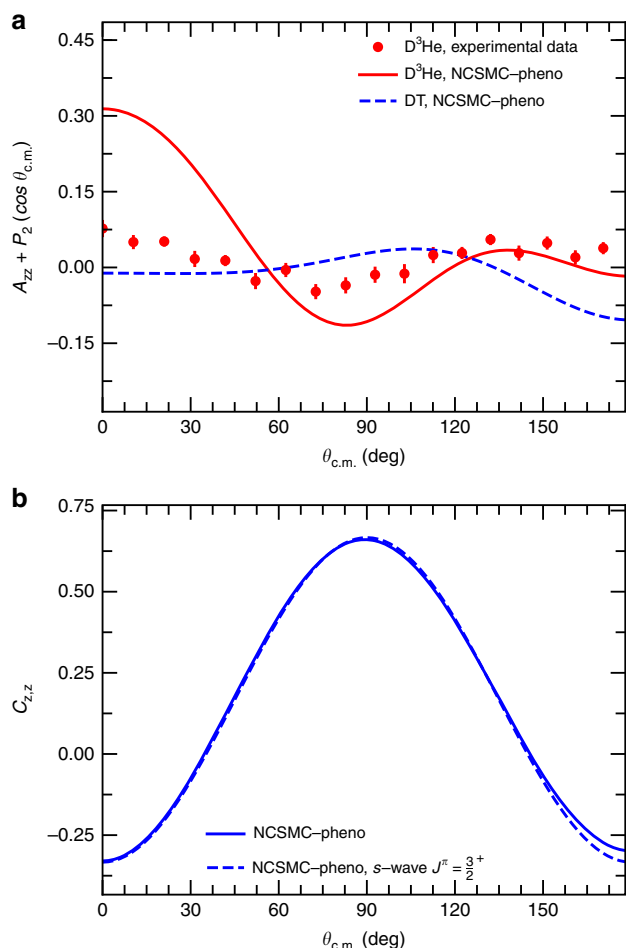 a
0.45
0.30
0.15
0.00
−0.15
A_zz + P_2 (cos θ_c.m.)
D³He, experimental data
D³He, NCSMC–pheno
DT, NCSMC–pheno
0 30 60 90 120 150
θ_c.m. (deg)
b
0.75
0.50
0.25
0.00
−0.25
C_z,z
NCSMC–pheno
NCSMC–pheno, s–wave J^π = 3/2^+
0 30 60 90 120 150
θ_c.m. (deg)